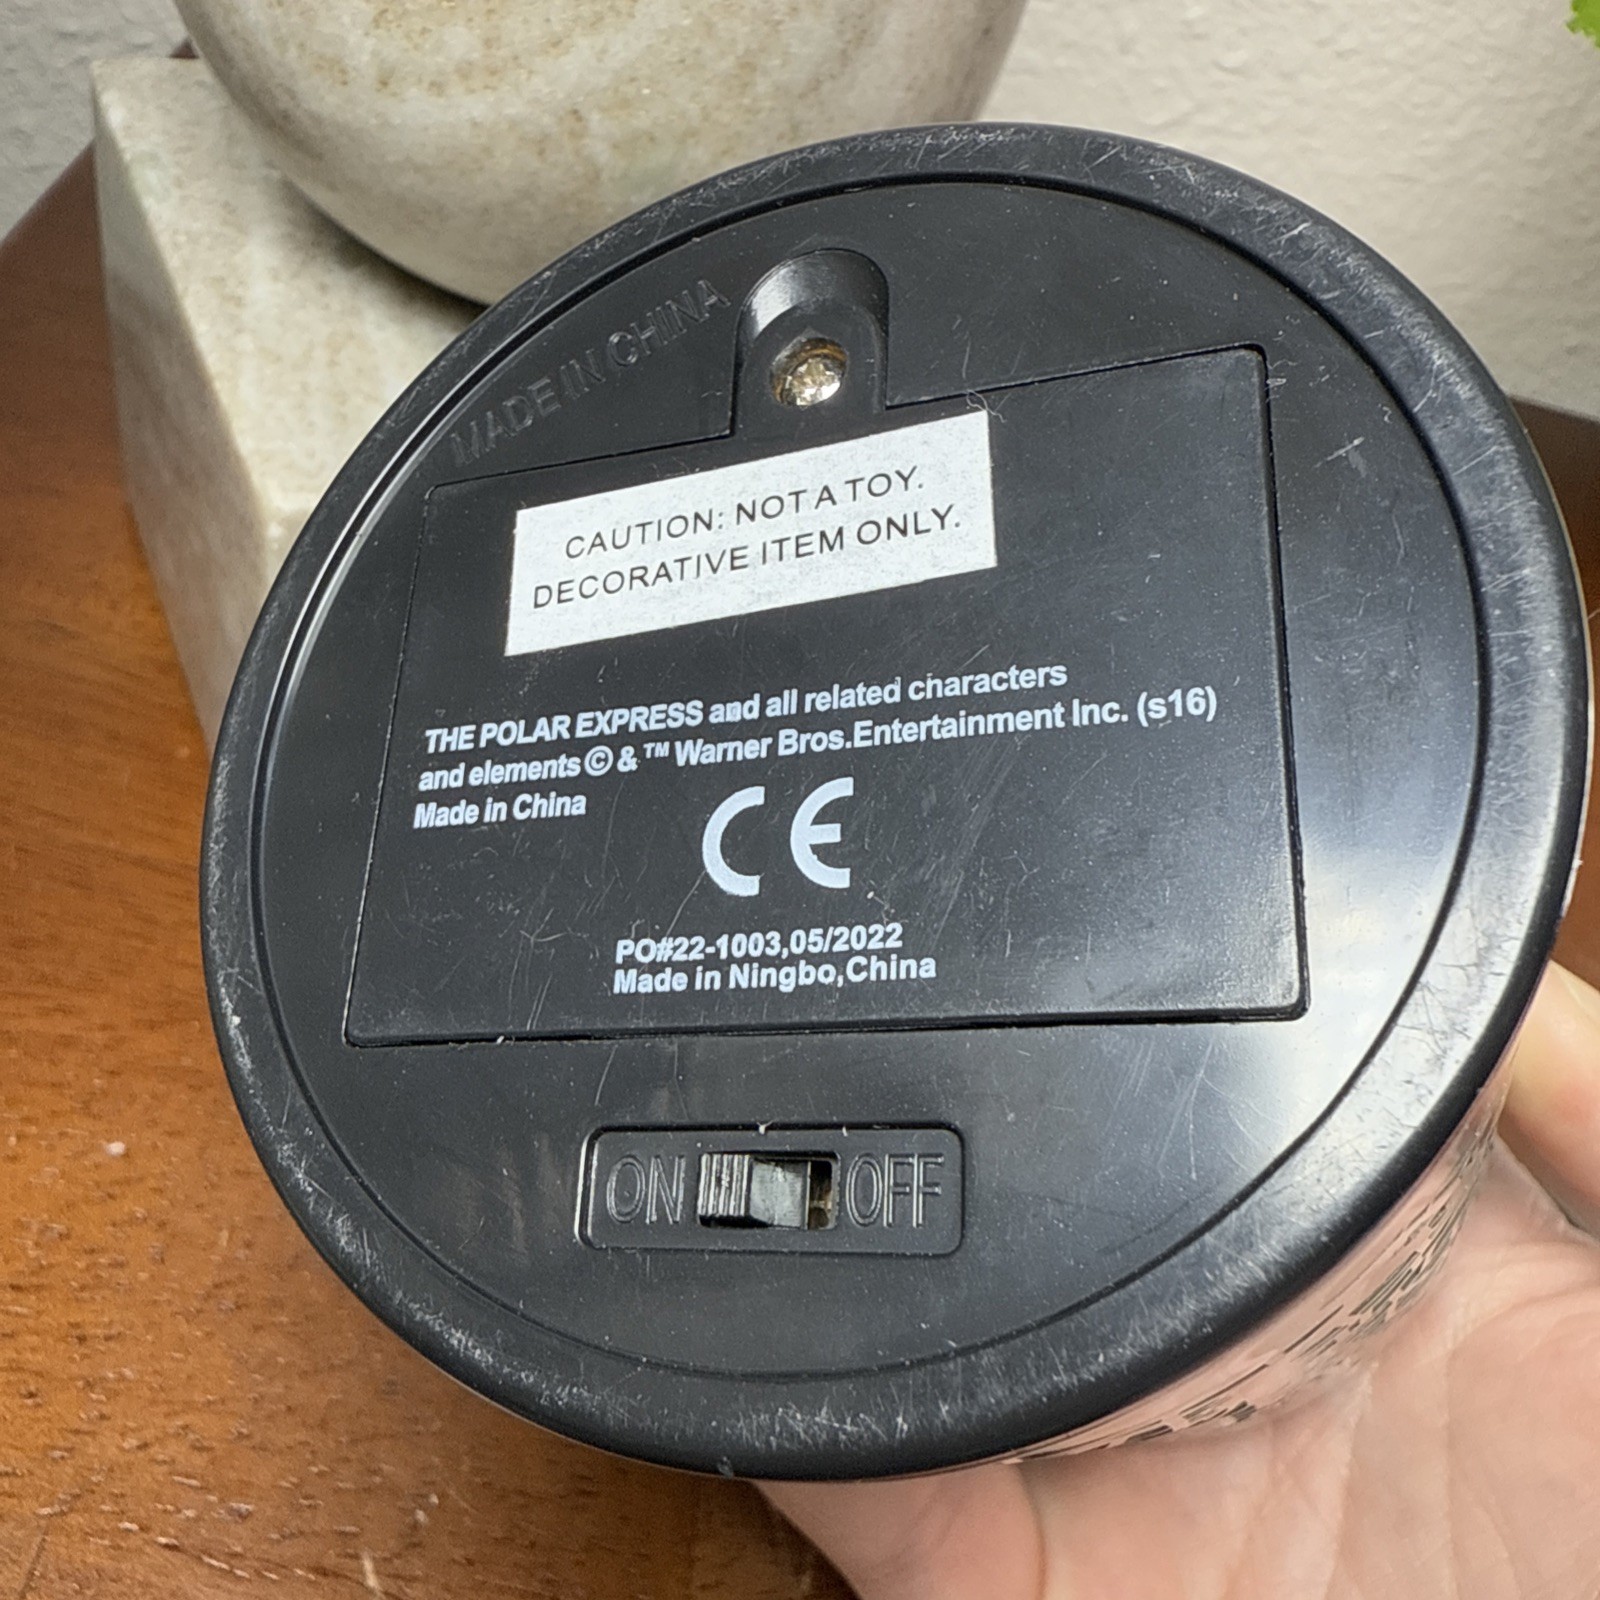 MADE IN CHINA
CAUTION: NOT A TOY.
DECORATIVE ITEM ONLY.
THE POLAR EXPRESS and all related characters
and elements © & ™ Warner Bros.Entertainment Inc. (s16)
Made in China
CE
PO#22-1003,05/2022
Made in Ningbo,China
ON OFF